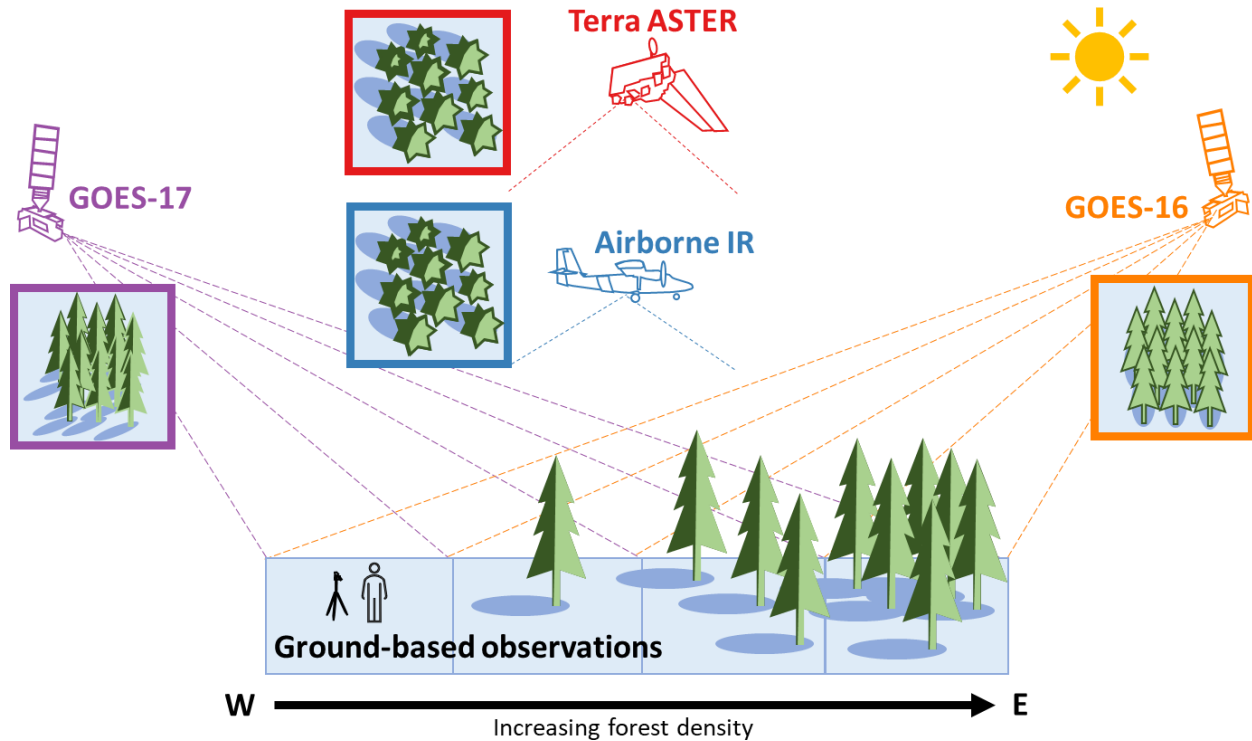 Terra ASTER
GOES-17
GOES-16
Airborne IR
Ground-based observations
W
E
Increasing forest density